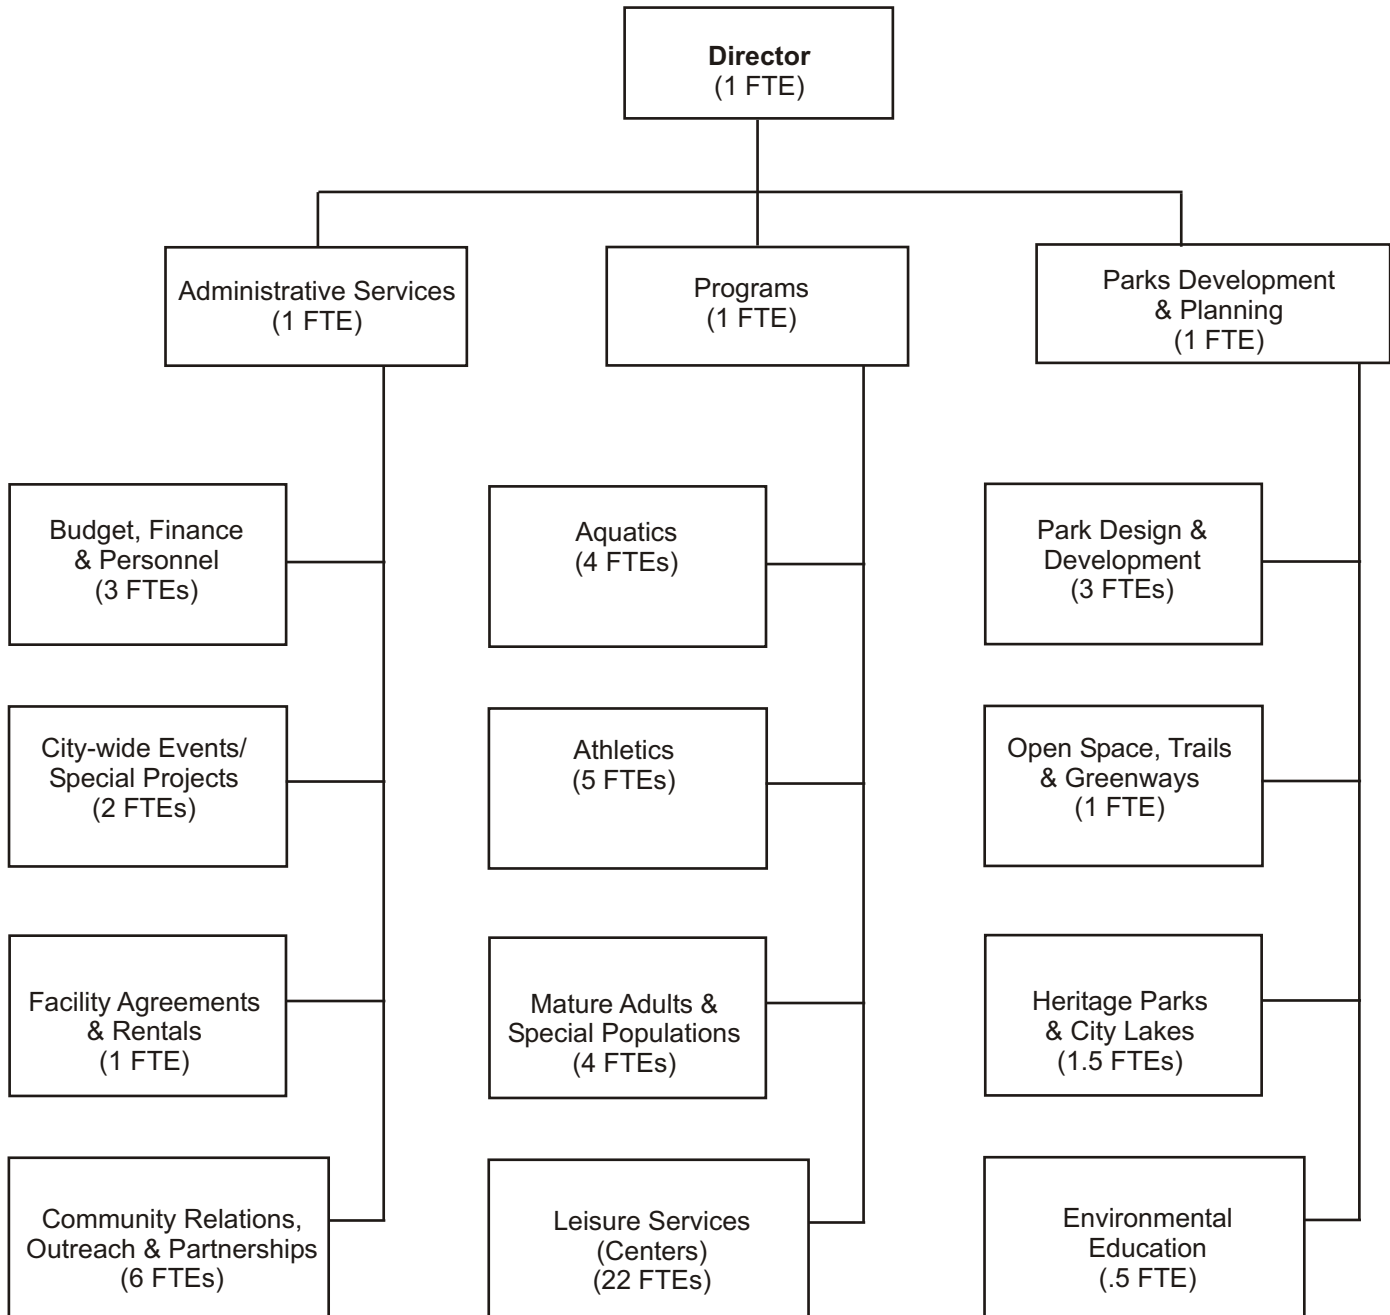 Director
(1 FTE)
Administrative Services
(1 FTE)
Programs
(1 FTE)
Parks Development
& Planning
(1 FTE)
Budget, Finance
& Personnel
(3 FTEs)
Aquatics
(4 FTEs)
Park Design &
Development
(3 FTEs)
City-wide Events/
Special Projects
(2 FTEs)
Athletics
(5 FTEs)
Open Space, Trails
& Greenways
(1 FTE)
Facility Agreements
& Rentals
(1 FTE)
Mature Adults &
Special Populations
(4 FTEs)
Heritage Parks
& City Lakes
(1.5 FTEs)
Community Relations,
Outreach & Partnerships
(6 FTEs)
Leisure Services
(Centers)
(22 FTEs)
Environmental
Education
(.5 FTE)